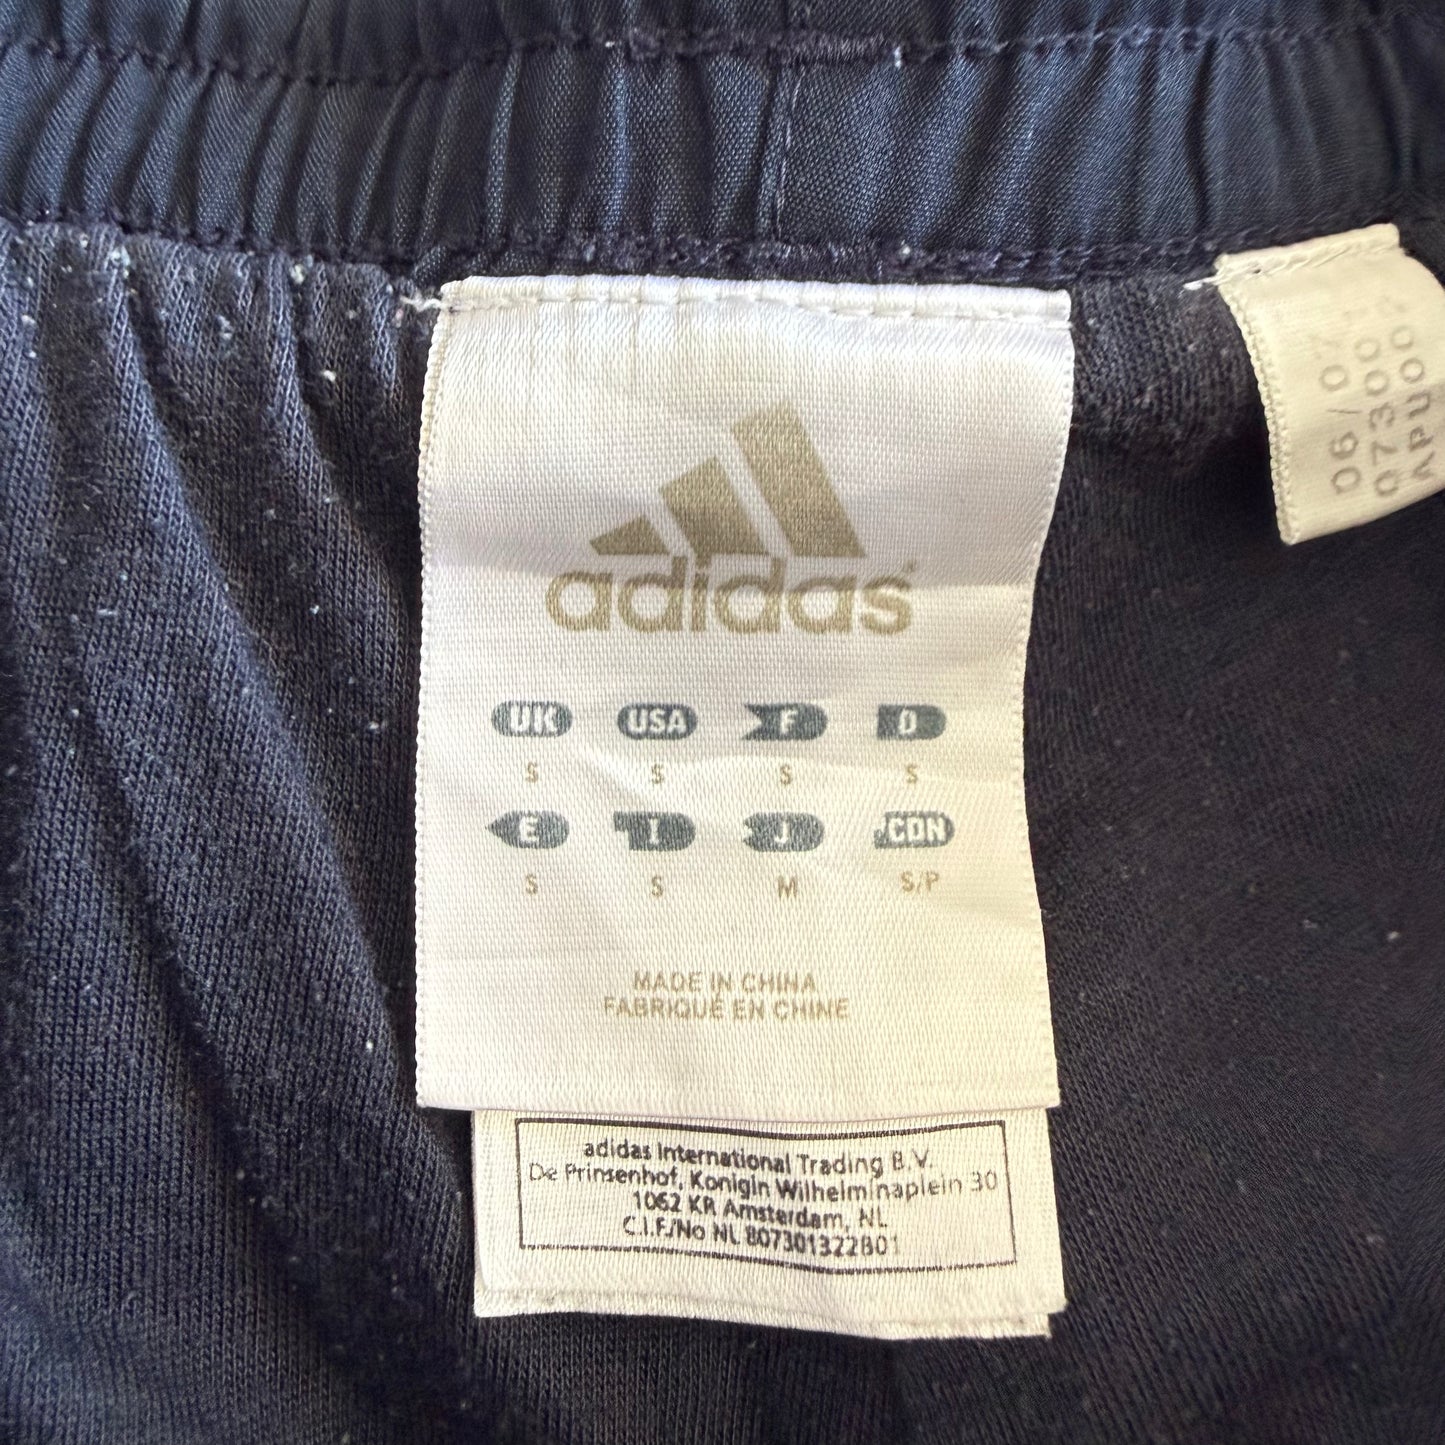 adidas
UK USA F D
S S S S
E I J CDN
S S M S/P
MADE IN CHINA
FABRIQUÉ EN CHINE
adidas International Trading B.V.
De Prinsenhof, Konigin Wilhelminaplein 30
1062 KR Amsterdam, NL
C.I.F./No NL 807301322B01
06/07
07300
APU00